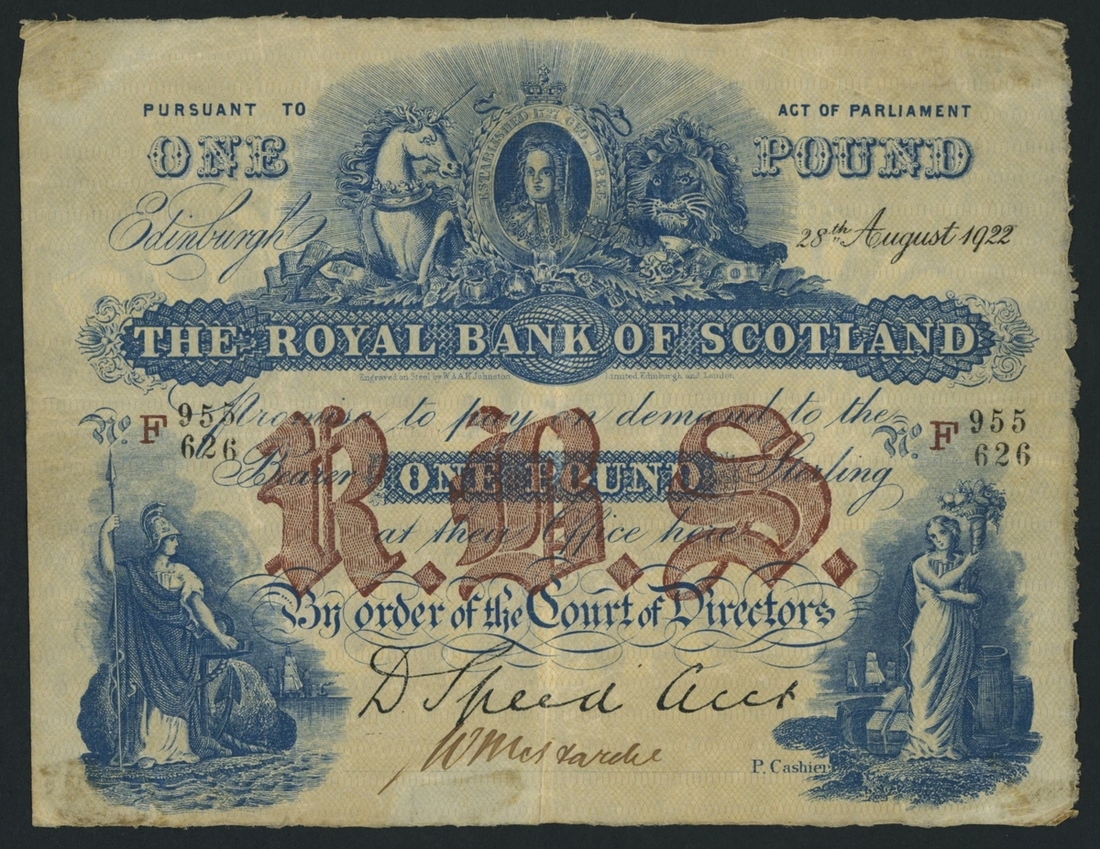 PURSUANT TO ACT OF PARLIAMENT
ONE POUND
Edinburgh 28th August 1922
THE ROYAL BANK OF SCOTLAND
Engraved on Steel by W. & A.K. Johnston Limited, Edinburgh and London
Promise to pay on demand to the
No. F 955 626 No. F 955 626
Bearer ONE POUND Sterling
R.B.S.
at their Office here
By order of the Court of Directors
D. Speed Acct
P. Cashier